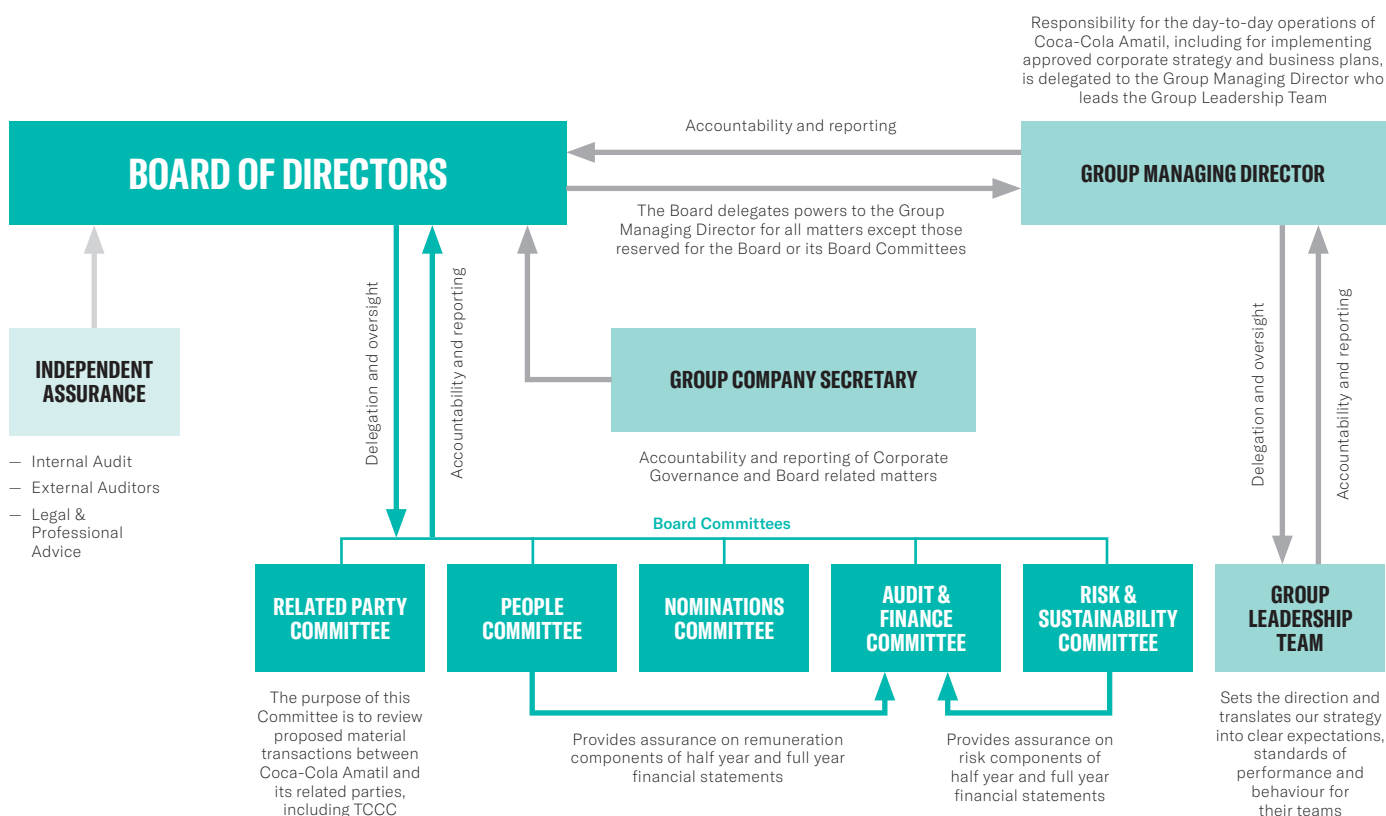 Responsibility for the day-to-day operations of
Coca-Cola Amatil, including for implementing
approved corporate strategy and business plans,
is delegated to the Group Managing Director who
leads the Group Leadership Team
Accountability and reporting
BOARD OF DIRECTORS
GROUP MANAGING DIRECTOR
The Board delegates powers to the Group
Managing Director for all matters except those
reserved for the Board or its Board Committees
Delegation and oversight
Accountability and reporting
Delegation and oversight
Accountability and reporting
INDEPENDENT
ASSURANCE
— Internal Audit
— External Auditors
— Legal &
Professional
Advice
GROUP COMPANY SECRETARY
Accountability and reporting of Corporate
Governance and Board related matters
Board Committees
RELATED PARTY
COMMITTEE
The purpose of this
Committee is to review
proposed material
transactions between
Coca-Cola Amatil and
its related parties,
including TCCC
PEOPLE
COMMITTEE
NOMINATIONS
COMMITTEE
AUDIT &
FINANCE
COMMITTEE
RISK &
SUSTAINABILITY
COMMITTEE
Provides assurance on remuneration
components of half year and full year
financial statements
Provides assurance on
risk components of
half year and full year
financial statements
GROUP
LEADERSHIP
TEAM
Sets the direction and
translates our strategy
into clear expectations,
standards of
performance and
behaviour for
their teams